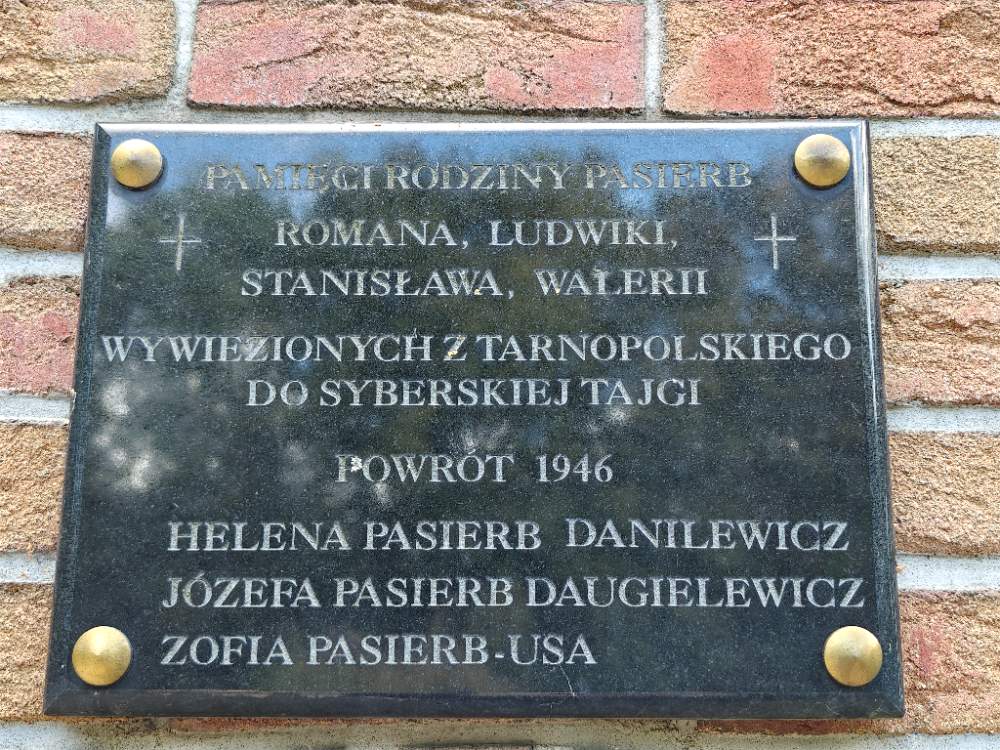 PAMIĘCI RODZINY PASIERB
ROMANA, LUDWIKI,
STANISŁAWA, WALERII
WYWIEZIONYCH Z TARNOPOLSKIEGO
DO SYBERSKIEJ TAJGI
POWRÓT 1946
HELENA PASIERB DANILEWICZ
JÓZEFA PASIERB DAUGIELEWICZ
ZOFIA PASIERB-USA